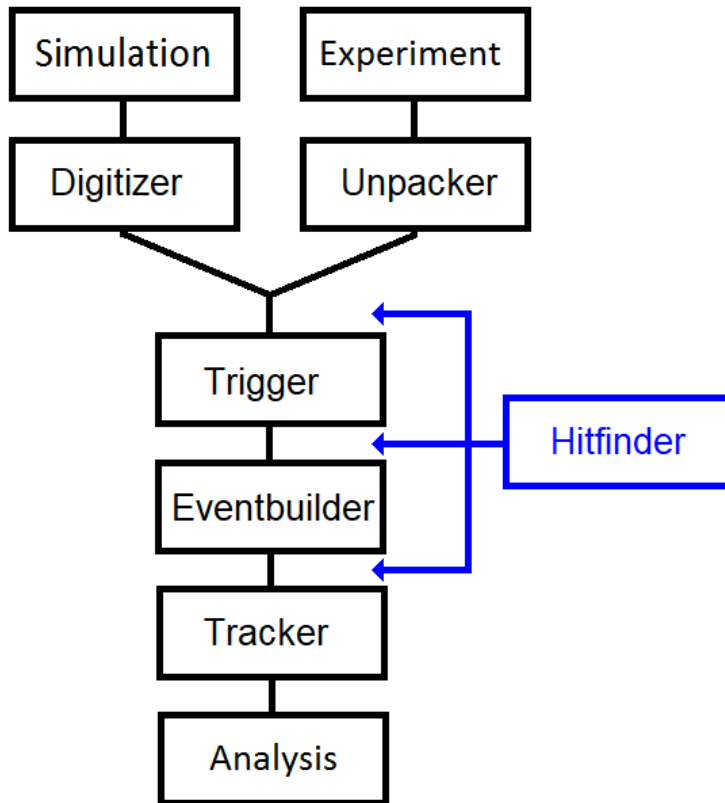 Simulation
Experiment
Digitizer
Unpacker
Trigger
Hitfinder
Eventbuilder
Tracker
Analysis